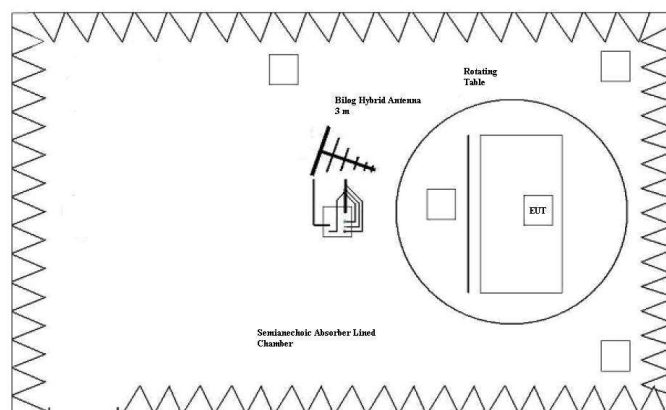 Rotating
Table
Bilog Hybrid Antenna
3 m
EUT
Semianechoic Absorber Lined
Chamber